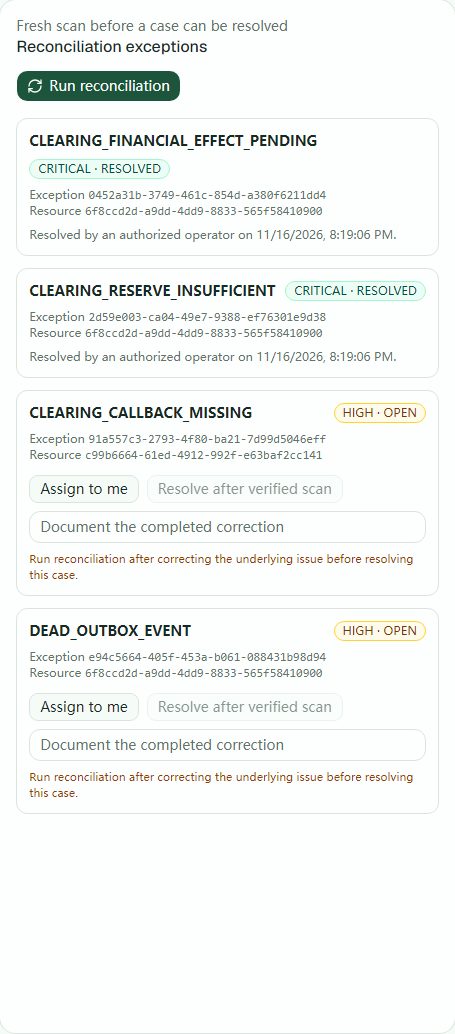 Fresh scan before a case can be resolved
Reconciliation exceptions
Run reconciliation
CLEARING_FINANCIAL_EFFECT_PENDING
CRITICAL · RESOLVED
Exception 0452a31b-3749-461c-854d-a380f6211dd4
Resource 6f8ccd2d-a9dd-4dd9-8833-565f58410900
Resolved by an authorized operator on 11/16/2026, 8:19:06 PM.
CLEARING_RESERVE_INSUFFICIENT
CRITICAL · RESOLVED
Exception 2d59e003-ca04-49e7-9388-ef76301e9d38
Resource 6f8ccd2d-a9dd-4dd9-8833-565f58410900
Resolved by an authorized operator on 11/16/2026, 8:19:06 PM.
CLEARING_CALLBACK_MISSING
HIGH · OPEN
Exception 91a557c3-2793-4f80-ba21-7d99d5046eff
Resource c99b6664-61ed-4912-992f-e63baf2cc141
Assign to me
Resolve after verified scan
Document the completed correction
Run reconciliation after correcting the underlying issue before resolving
this case.
DEAD_OUTBOX_EVENT
HIGH · OPEN
Exception e94c5664-405f-453a-b061-088431b98d94
Resource 6f8ccd2d-a9dd-4dd9-8833-565f58410900
Assign to me
Resolve after verified scan
Document the completed correction
Run reconciliation after correcting the underlying issue before resolving
this case.